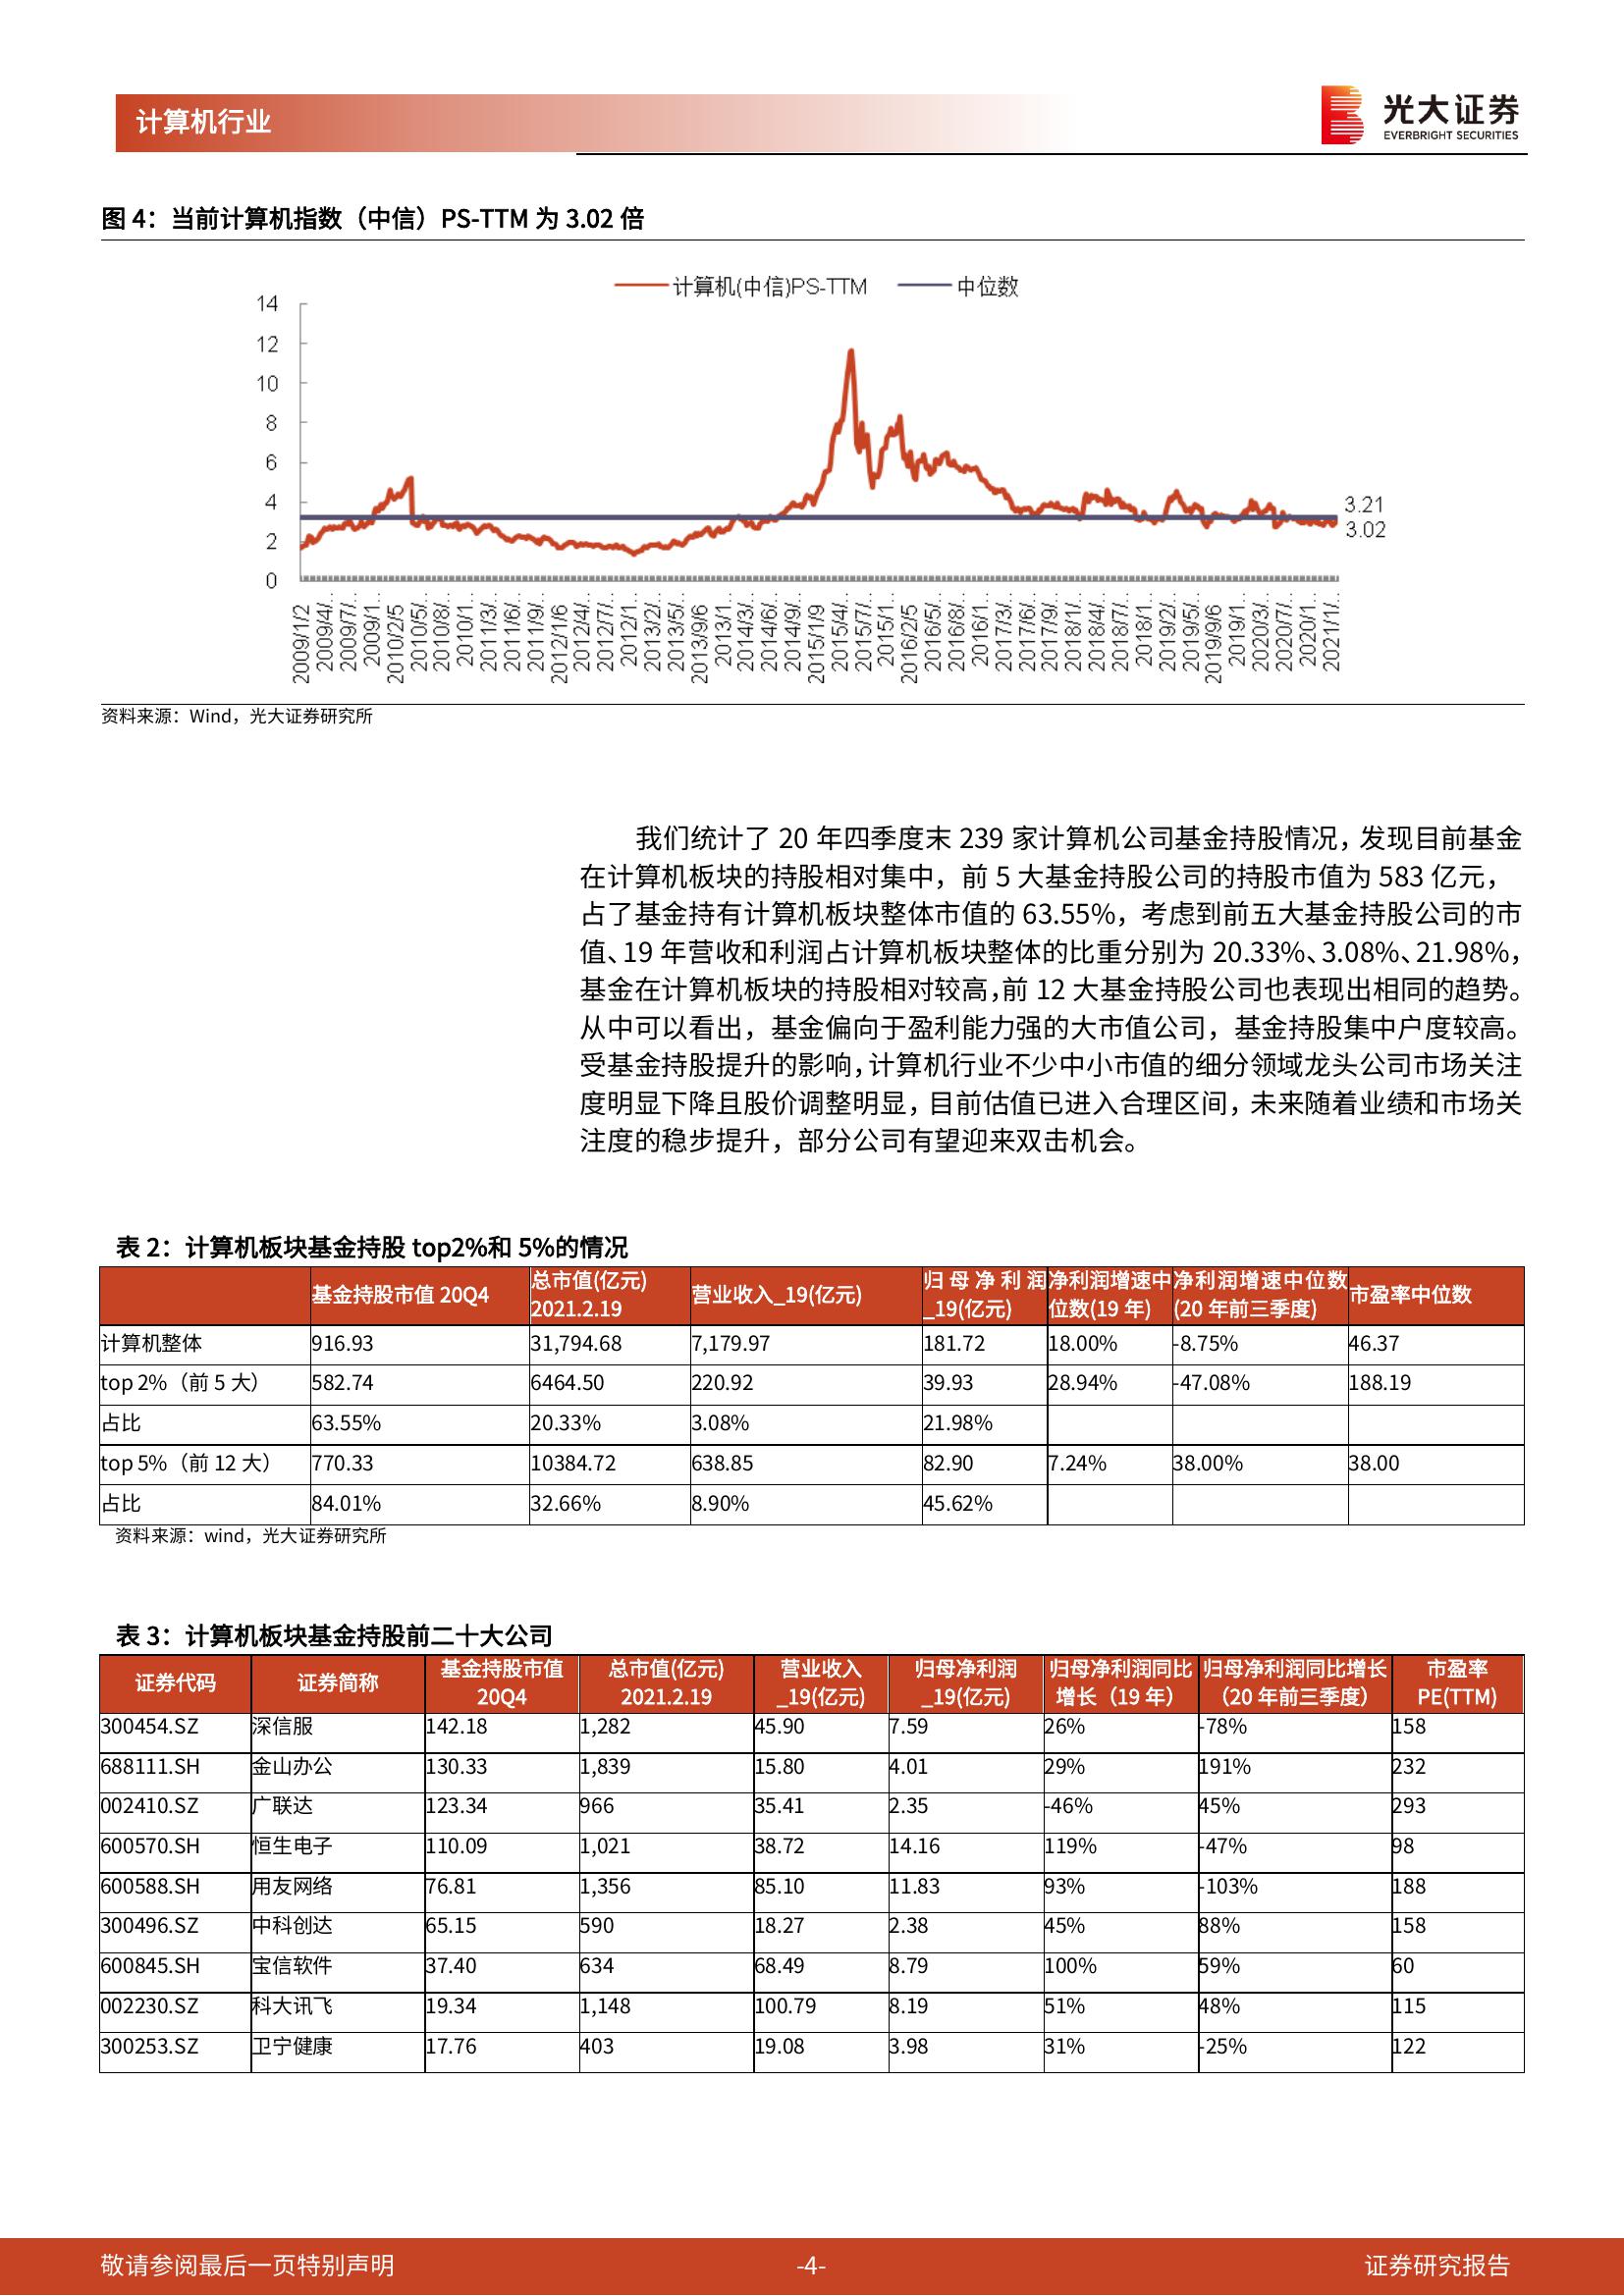 计算机行业
光大证券
EVERBRIGHT SECURITIES
图 4：当前计算机指数（中信）PS-TTM 为 3.02 倍
计算机(中信)PS-TTM 中位数
14
12
10
8
6
4
2
0
3.21
3.02
2009/1/2 2009/4/.. 2009/7/.. 2009/1.. 2010/2/5 2010/5/.. 2010/8/.. 2010/1.. 2011/3/.. 2011/6/.. 2011/9/.. 2012/1/6 2012/4/.. 2012/7/.. 2012/1.. 2013/2/.. 2013/5/.. 2013/9/6 2013/1.. 2014/3/.. 2014/6/.. 2014/9/.. 2015/1/9 2015/4/.. 2015/7/.. 2015/1.. 2016/2/5 2016/5/.. 2016/8/.. 2016/1.. 2017/3/.. 2017/6/.. 2017/9/.. 2018/1/.. 2018/4/.. 2018/7/.. 2018/1.. 2019/2/.. 2019/5/.. 2019/9/6 2019/1.. 2020/3/.. 2020/7/.. 2020/1.. 2021/1/..
资料来源：Wind，光大证券研究所
我们统计了 20 年四季度末 239 家计算机公司基金持股情况，发现目前基金
在计算机板块的持股相对集中，前 5 大基金持股公司的持股市值为 583 亿元，
占了基金持有计算机板块整体市值的 63.55%，考虑到前五大基金持股公司的市
值、19 年营收和利润占计算机板块整体的比重分别为 20.33%、3.08%、21.98%，
基金在计算机板块的持股相对较高，前 12 大基金持股公司也表现出相同的趋势。
从中可以看出，基金偏向于盈利能力强的大市值公司，基金持股集中户度较高。
受基金持股提升的影响，计算机行业不少中小市值的细分领域龙头公司市场关注
度明显下降且股价调整明显，目前估值已进入合理区间，未来随着业绩和市场关
注度的稳步提升，部分公司有望迎来双击机会。
表 2：计算机板块基金持股 top2%和 5%的情况
基金持股市值 20Q4 总市值(亿元) 2021.2.19 营业收入_19(亿元) 归母净利润_19(亿元) 净利润增速中位数(19 年) 净利润增速中位数(20 年前三季度) 市盈率中位数
计算机整体 916.93 31,794.68 7,179.97 181.72 18.00% -8.75% 46.37
top 2%（前 5 大） 582.74 6464.50 220.92 39.93 28.94% -47.08% 188.19
占比 63.55% 20.33% 3.08% 21.98%
top 5%（前 12 大） 770.33 10384.72 638.85 82.90 7.24% 38.00% 38.00
占比 84.01% 32.66% 8.90% 45.62%
资料来源：wind，光大证券研究所
表 3：计算机板块基金持股前二十大公司
证券代码 证券简称 基金持股市值 20Q4 总市值(亿元) 2021.2.19 营业收入_19(亿元) 归母净利润_19(亿元) 归母净利润同比增长（19 年） 归母净利润同比增长（20 年前三季度） 市盈率 PE(TTM)
300454.SZ 深信服 142.18 1,282 45.90 7.59 26% -78% 158
688111.SH 金山办公 130.33 1,839 15.80 4.01 29% 191% 232
002410.SZ 广联达 123.34 966 35.41 2.35 -46% 45% 293
600570.SH 恒生电子 110.09 1,021 38.72 14.16 119% -47% 98
600588.SH 用友网络 76.81 1,356 85.10 11.83 93% -103% 188
300496.SZ 中科创达 65.15 590 18.27 2.38 45% 88% 158
600845.SH 宝信软件 37.40 634 68.49 8.79 100% 59% 60
002230.SZ 科大讯飞 19.34 1,148 100.79 8.19 51% 48% 115
300253.SZ 卫宁健康 17.76 403 19.08 3.98 31% -25% 122
敬请参阅最后一页特别声明 -4- 证券研究报告